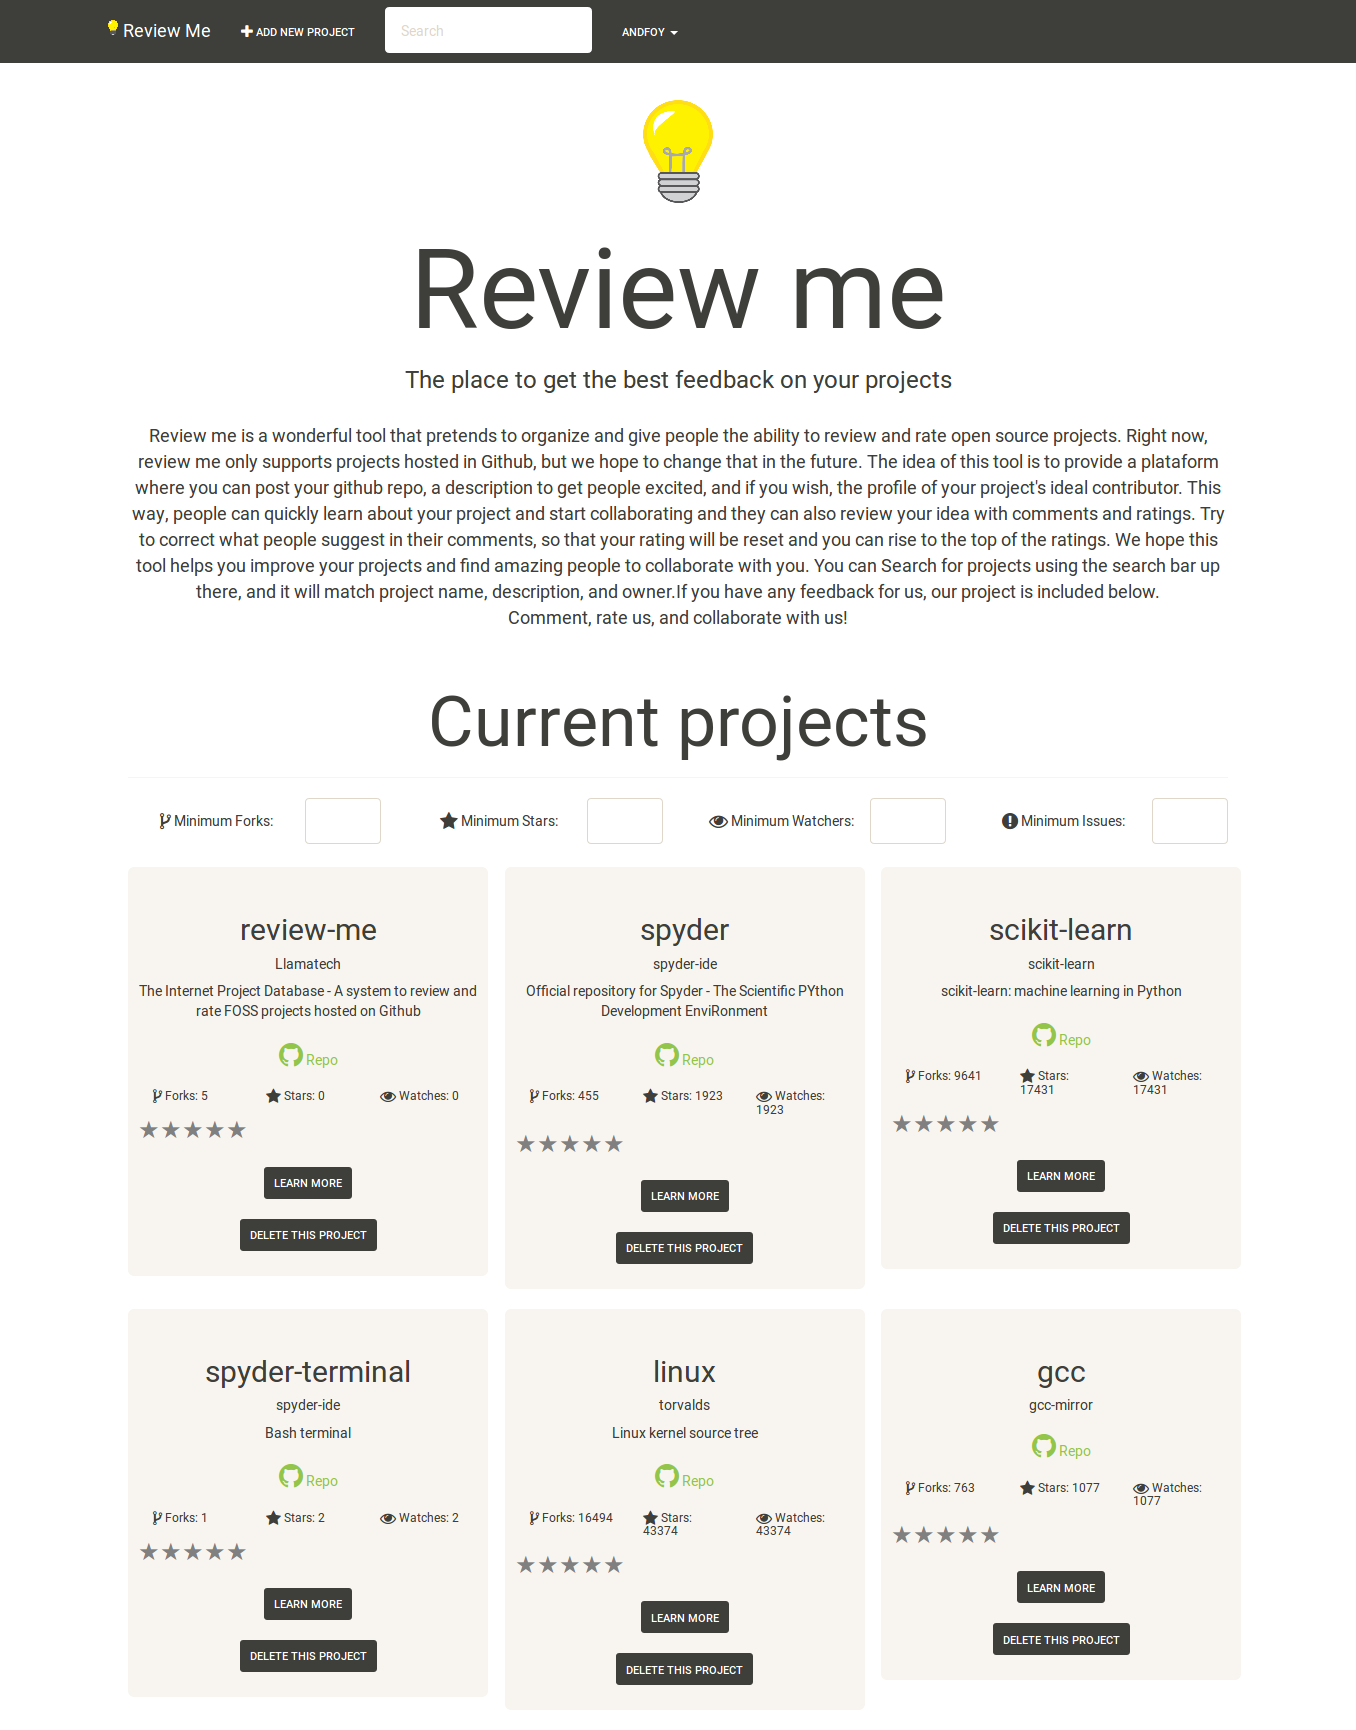 Review Me
ADD NEW PROJECT
Search
ANDFOY
Review me
The place to get the best feedback on your projects
Review me is a wonderful tool that pretends to organize and give people the ability to review and rate open source projects. Right now,
review me only supports projects hosted in Github, but we hope to change that in the future. The idea of this tool is to provide a plataform
where you can post your github repo, a description to get people excited, and if you wish, the profile of your project's ideal contributor. This
way, people can quickly learn about your project and start collaborating and they can also review your idea with comments and ratings. Try
to correct what people suggest in their comments, so that your rating will be reset and you can rise to the top of the ratings. We hope this
tool helps you improve your projects and find amazing people to collaborate with you. You can Search for projects using the search bar up
there, and it will match project name, description, and owner.If you have any feedback for us, our project is included below.
Comment, rate us, and collaborate with us!
Current projects
Minimum Forks:
Minimum Stars:
Minimum Watchers:
Minimum Issues:
review-me
Llamatech
The Internet Project Database - A system to review and
rate FOSS projects hosted on Github
Repo
Forks: 5
Stars: 0
Watches: 0
★★★★★
LEARN MORE
DELETE THIS PROJECT
spyder
spyder-ide
Official repository for Spyder - The Scientific PYthon
Development EnviRonment
Repo
Forks: 455
Stars: 1923
Watches:
1923
★★★★★
LEARN MORE
DELETE THIS PROJECT
scikit-learn
scikit-learn
scikit-learn: machine learning in Python
Repo
Forks: 9641
Stars:
17431
Watches:
17431
★★★★★
LEARN MORE
DELETE THIS PROJECT
spyder-terminal
spyder-ide
Bash terminal
Repo
Forks: 1
Stars: 2
Watches: 2
★★★★★
LEARN MORE
DELETE THIS PROJECT
linux
torvalds
Linux kernel source tree
Repo
Forks: 16494
Stars:
43374
Watches:
43374
★★★★★
LEARN MORE
DELETE THIS PROJECT
gcc
gcc-mirror
Repo
Forks: 763
Stars: 1077
Watches:
1077
★★★★★
LEARN MORE
DELETE THIS PROJECT